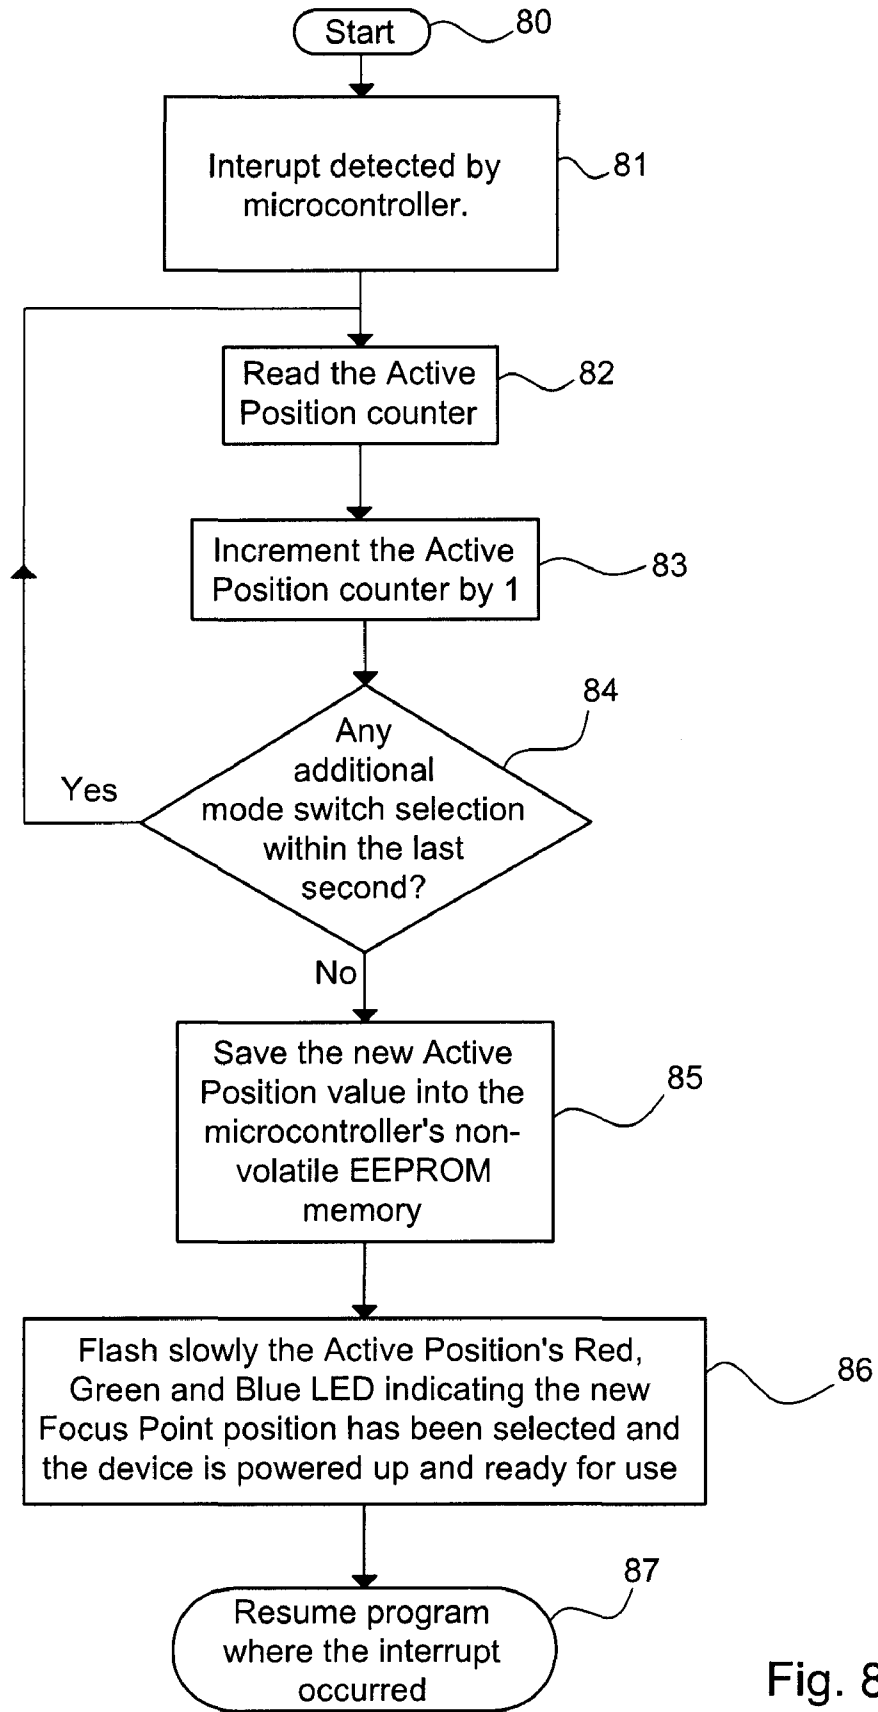 Start
80
Interupt detected by
microcontroller.
81
Read the Active
Position counter
82
Increment the Active
Position counter by 1
83
Any
additional
mode switch selection
within the last
second?
84
Yes
No
Save the new Active
Position value into the
microcontroller's non-
volatile EEPROM
memory
85
Flash slowly the Active Position's Red,
Green and Blue LED indicating the new
Focus Point position has been selected and
the device is powered up and ready for use
86
Resume program
where the interrupt
occurred
87
Fig. 8